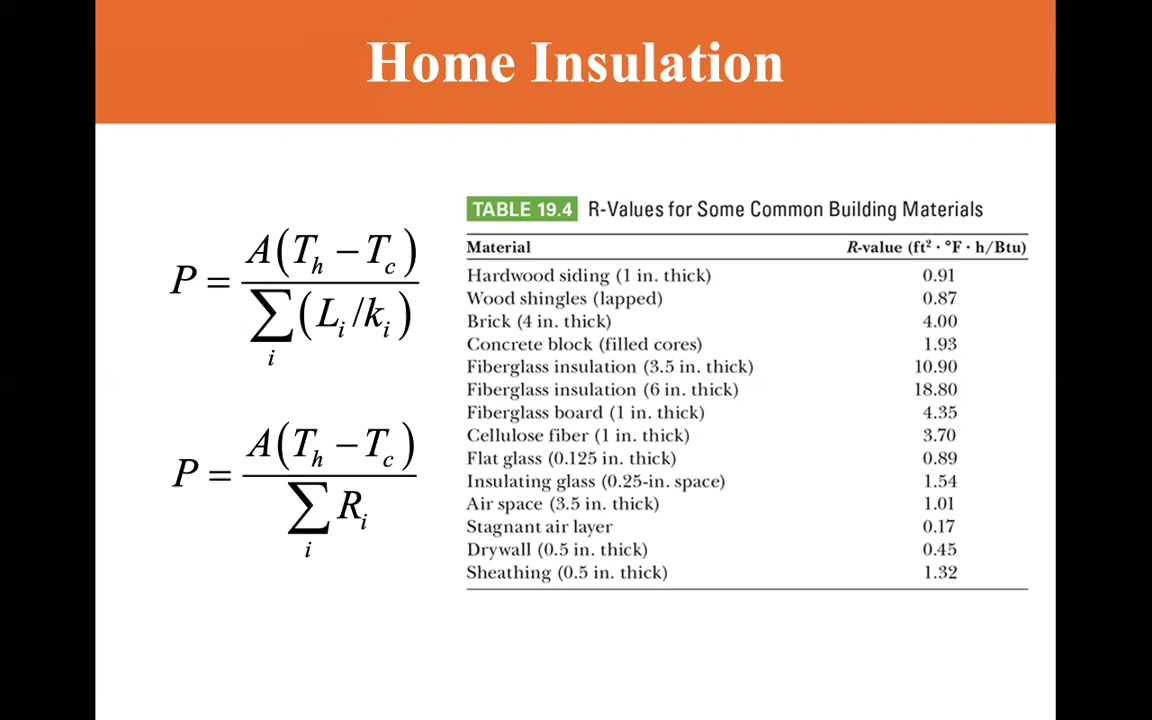 Home Insulation
P = A(T_h − T_c) / ∑_i (L_i/k_i)
P = A(T_h − T_c) / ∑_i R_i
TABLE 19.4 R-Values for Some Common Building Materials
Material R-value (ft² · °F · h/Btu)
Hardwood siding (1 in. thick) 0.91
Wood shingles (lapped) 0.87
Brick (4 in. thick) 4.00
Concrete block (filled cores) 1.93
Fiberglass insulation (3.5 in. thick) 10.90
Fiberglass insulation (6 in. thick) 18.80
Fiberglass board (1 in. thick) 4.35
Cellulose fiber (1 in. thick) 3.70
Flat glass (0.125 in. thick) 0.89
Insulating glass (0.25-in. space) 1.54
Air space (3.5 in. thick) 1.01
Stagnant air layer 0.17
Drywall (0.5 in. thick) 0.45
Sheathing (0.5 in. thick) 1.32